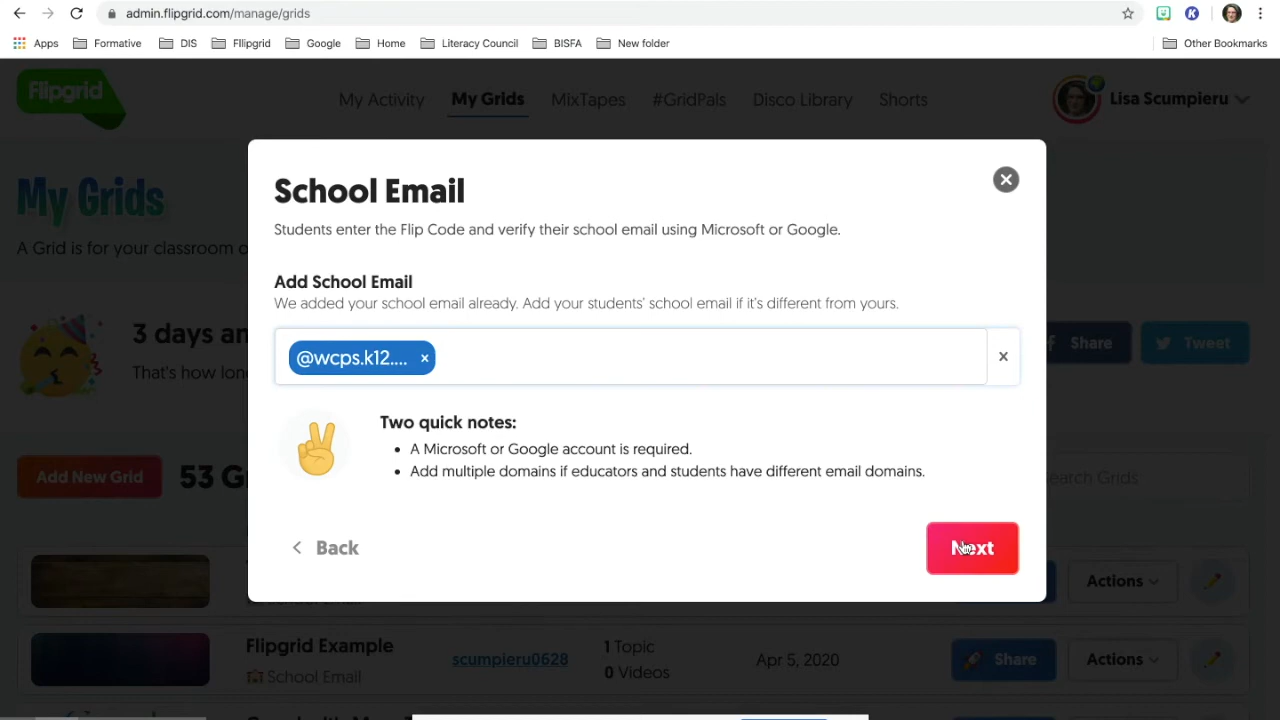 admin.flipgrid.com/manage/grids
Apps Formative DIS FlIipgrid Google Home Literacy Council BISFA New folder Other Bookmarks
Flipgrid My Activity My Grids MixTapes #GridPals Disco Library Shorts Lisa Scumpieru
My Grids
A Grid is for your classroom o
3 days an
That's how lon
Share Tweet
Add New Grid 53 G
earch Grids
School Email
Students enter the Flip Code and verify their school email using Microsoft or Google.
Add School Email
We added your school email already. Add your students' school email if it's different from yours.
@wcps.k12.... x
x
Two quick notes:
• A Microsoft or Google account is required.
• Add multiple domains if educators and students have different email domains.
< Back Next
Actions
School Email
Flipgrid Example scumpieru0628 1 Topic Apr 5, 2020 Share Actions
School Email 0 Videos